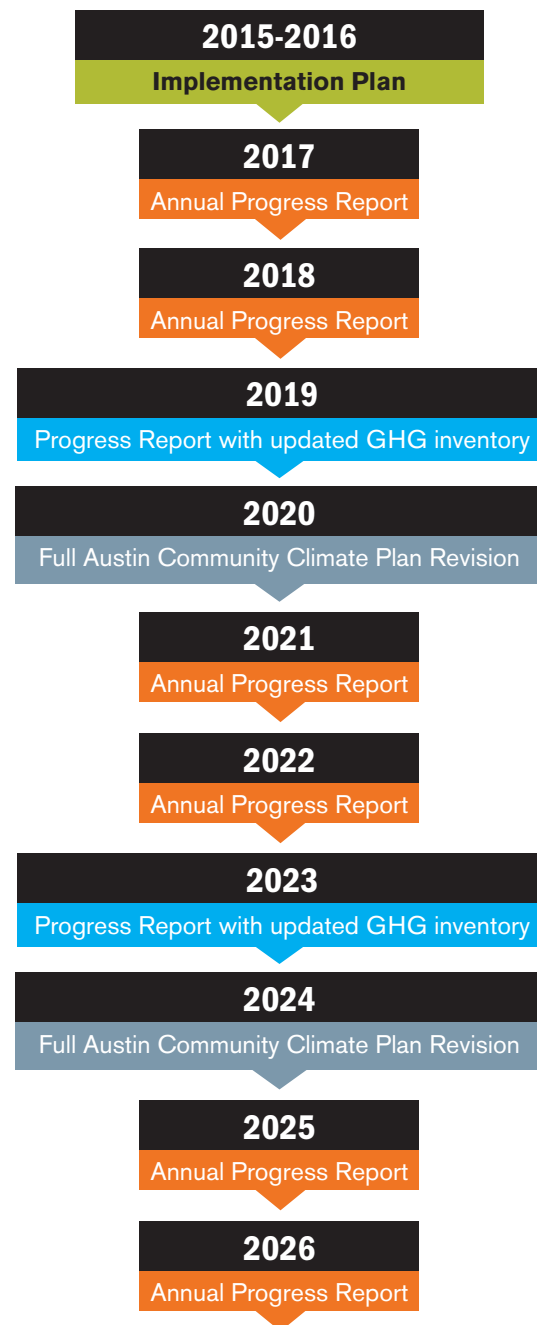 2015-2016
Implementation Plan
2017
Annual Progress Report
2018
Annual Progress Report
2019
Progress Report with updated GHG inventory
2020
Full Austin Community Climate Plan Revision
2021
Annual Progress Report
2022
Annual Progress Report
2023
Progress Report with updated GHG inventory
2024
Full Austin Community Climate Plan Revision
2025
Annual Progress Report
2026
Annual Progress Report